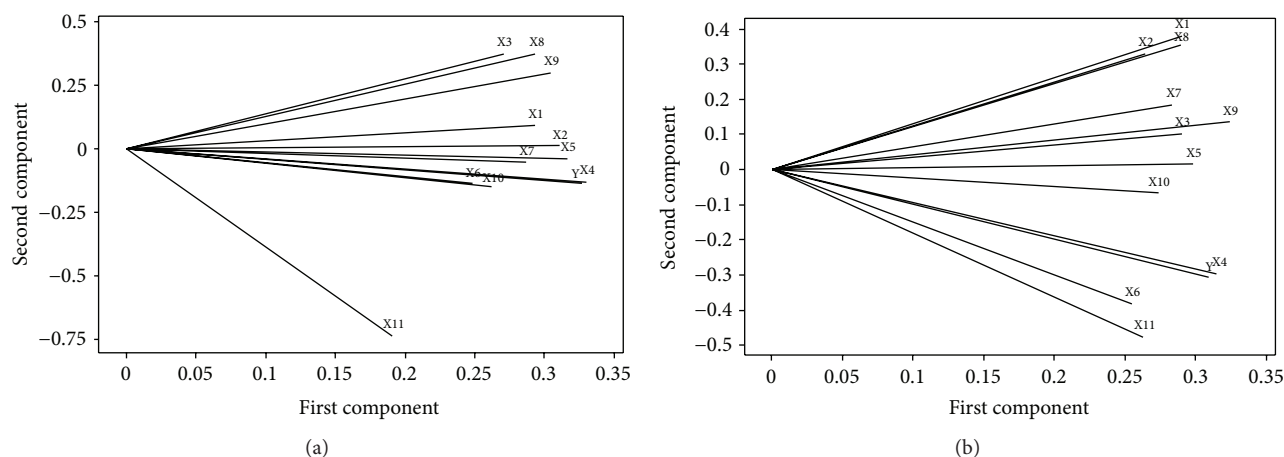 0.5
0.25
0
−0.25
−0.5
−0.75
Second component
X3 X8
X9
X1
X2
X5
X7
X6 X10 Y X4
X11
0 0.05 0.1 0.15 0.2 0.25 0.3 0.35
First component
(a)
0.4
0.3
0.2
0.1
0
−0.1
−0.2
−0.3
−0.4
−0.5
Second component
X1
X2 X8
X7
X9
X3
X5
X10
Y X4
X6
X11
0 0.05 0.1 0.15 0.2 0.25 0.3 0.35
First component
(b)